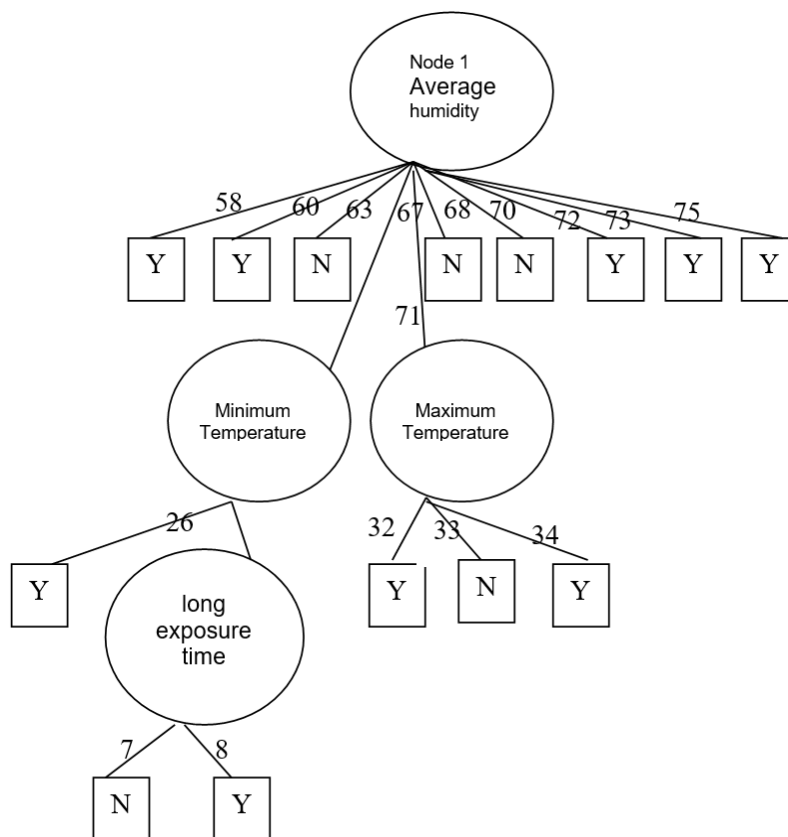 Node 1
Average
humidity
58
60
63
67
68
70
72
73
75
Y
Y
N
N
N
Y
Y
Y
71
Minimum
Temperature
Maximum
Temperature
26
32
33
34
Y
long
exposure
time
Y
N
Y
7
8
N
Y